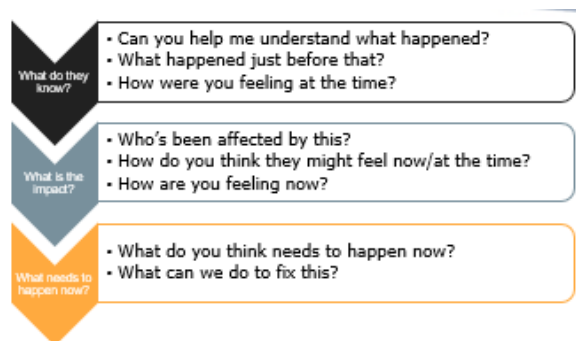 What do they
know?
▪ Can you help me understand what happened?
▪ What happened just before that?
▪ How were you feeling at the time?
What is the
impact?
▪ Who's been affected by this?
▪ How do you think they might feel now/at the time?
▪ How are you feeling now?
What needs to
happen now?
▪ What do you think needs to happen now?
▪ What can we do to fix this?